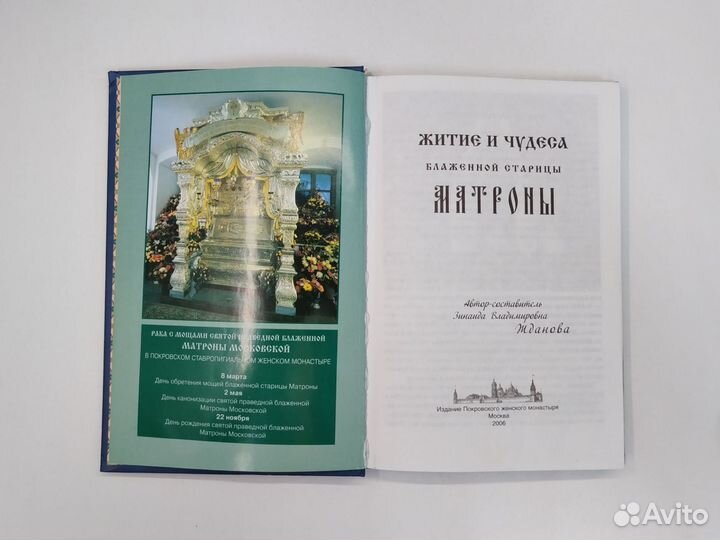 РАКА С МОЩАМИ СВЯТОЙ ПРАВЕДНОЙ БЛАЖЕННОЙ
МАТРОНЫ МОСКОВСКОЙ
В ПОКРОВСКОМ СТАВРОПИГИАЛЬНОМ ЖЕНСКОМ МОНАСТЫРЕ
8 марта
День обретения мощей блаженной старицы Матроны
2 мая
День канонизации святой праведной блаженной
Матроны Московской
22 ноября
День рождения святой праведной блаженной
Матроны Московской
ЖИТИЕ И ЧУДЕСА
БЛАЖЕННОЙ СТАРИЦЫ
МАТРОНЫ
Автор-составитель
Зинаида Владимировна
Жданова
Издание Покровского женского монастыря
Москва
2006
Avito